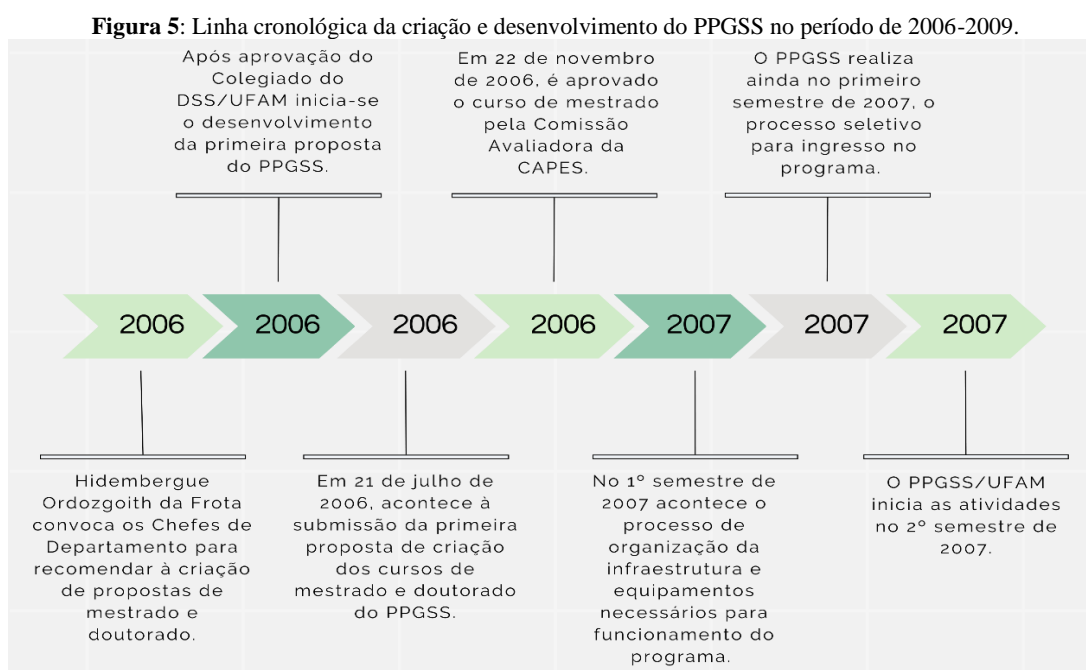 Figura 5: Linha cronológica da criação e desenvolvimento do PPGSS no período de 2006-2009.
Após aprovação do
Colegiado do
DSS/UFAM inicia-se
o desenvolvimento
da primeira proposta
do PPGSS.
Em 22 de novembro
de 2006, é aprovado
o curso de mestrado
pela Comissão
Avaliadora da
CAPES.
O PPGSS realiza
ainda no primeiro
semestre de 2007, o
processo seletivo
para ingresso no
programa.
2006
2006
2006
2006
2007
2007
2007
Hidembergue
Ordozgoith da Frota
convoca os Chefes de
Departamento para
recomendar à criação
de propostas de
mestrado e
doutorado.
Em 21 de julho de
2006, acontece à
submissão da primeira
proposta de criação
dos cursos de
mestrado e doutorado
do PPGSS.
No 1º semestre de
2007 acontece o
processo de
organização da
infraestrutura e
equipamentos
necessários para
funcionamento do
programa.
O PPGSS/UFAM
inicia as atividades
no 2º semestre de
2007.